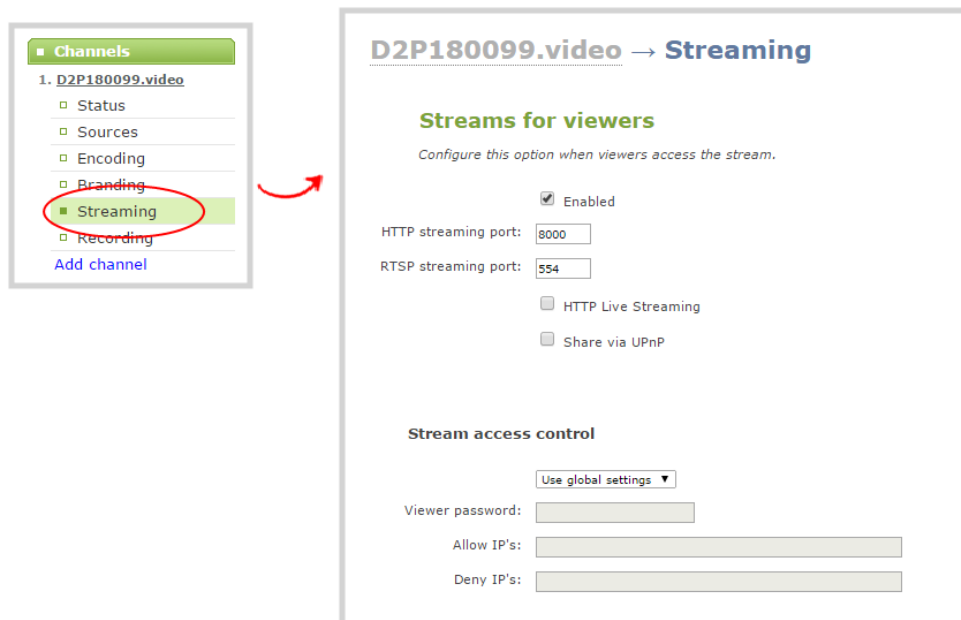 Channels
1. D2P180099.video
Status
Sources
Encoding
Branding
Streaming
Recording
Add channel
D2P180099.video → Streaming
Streams for viewers
Configure this option when viewers access the stream.
Enabled
HTTP streaming port: 8000
RTSP streaming port: 554
HTTP Live Streaming
Share via UPnP
Stream access control
Use global settings
Viewer password:
Allow IP's:
Deny IP's: